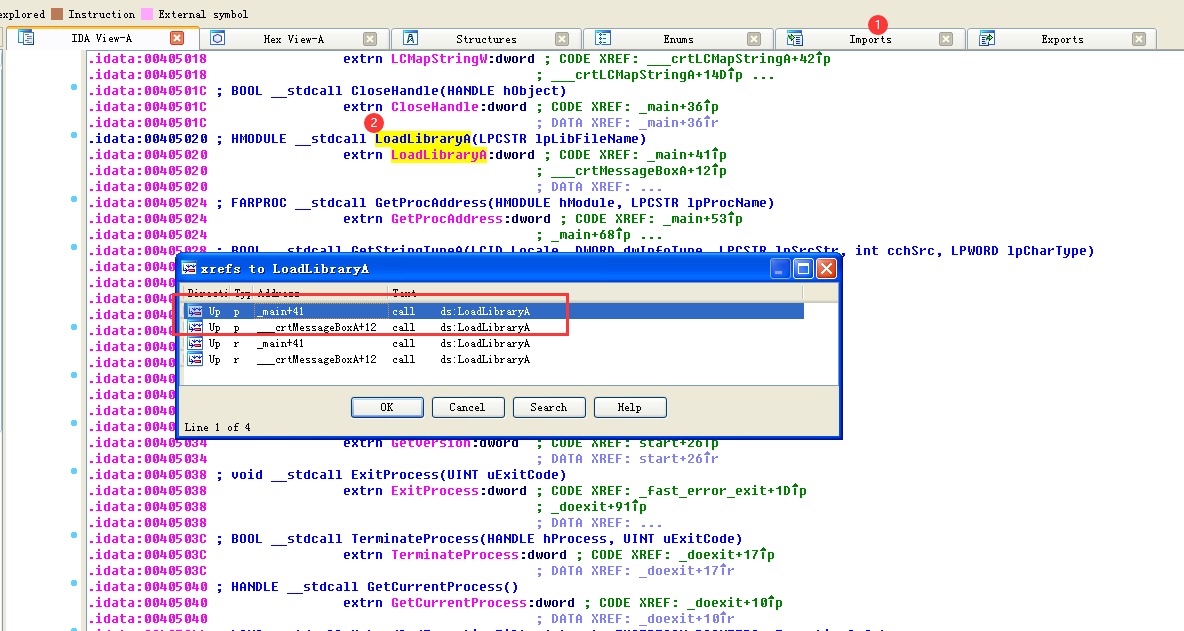 explored Instruction External symbol
1
IDA View-A Hex View-A Structures Enums Imports Exports
.idata:00405018 extrn LCMapStringW:dword ; CODE XREF: ___crtLCMapStringA+42↑p
.idata:00405018 ; ___crtLCMapStringA+14D↑p ...
.idata:0040501C ; BOOL __stdcall CloseHandle(HANDLE hObject)
.idata:0040501C extrn CloseHandle:dword ; CODE XREF: _main+36↑p
.idata:0040501C ; DATA XREF: _main+36↑r
2
.idata:00405020 ; HMODULE __stdcall LoadLibraryA(LPCSTR lpLibFileName)
.idata:00405020 extrn LoadLibraryA:dword ; CODE XREF: _main+41↑p
.idata:00405020 ; ___crtMessageBoxA+12↑p
.idata:00405020 ; DATA XREF: ...
.idata:00405024 ; FARPROC __stdcall GetProcAddress(HMODULE hModule, LPCSTR lpProcName)
.idata:00405024 extrn GetProcAddress:dword ; CODE XREF: _main+53↑p
.idata:00405024 ; _main+68↑p ...
.idata:00405028 ; BOOL __stdcall GetStringTypeA(LCID Locale, DWORD dwInfoType, LPCSTR lpSrcStr, int cchSrc, LPWORD lpCharType)
xrefs to LoadLibraryA
Address Text
Up p _main+41 call ds:LoadLibraryA
Up p ___crtMessageBoxA+12 call ds:LoadLibraryA
Up r _main+41 call ds:LoadLibraryA
Up r ___crtMessageBoxA+12 call ds:LoadLibraryA
OK Cancel Search Help
Line 1 of 4
.idata:00405034 extrn GetVersion:dword ; CODE XREF: start+26↑p
.idata:00405034 ; DATA XREF: start+26↑r
.idata:00405038 ; void __stdcall ExitProcess(UINT uExitCode)
.idata:00405038 extrn ExitProcess:dword ; CODE XREF: _fast_error_exit+1D↑p
.idata:00405038 ; _doexit+91↑p
.idata:00405038 ; DATA XREF: ...
.idata:0040503C ; BOOL __stdcall TerminateProcess(HANDLE hProcess, UINT uExitCode)
.idata:0040503C extrn TerminateProcess:dword ; CODE XREF: _doexit+17↑p
.idata:0040503C ; DATA XREF: _doexit+17↑r
.idata:00405040 ; HANDLE __stdcall GetCurrentProcess()
.idata:00405040 extrn GetCurrentProcess:dword ; CODE XREF: _doexit+10↑p
.idata:00405040 ; DATA XREF: _doexit+10↑r